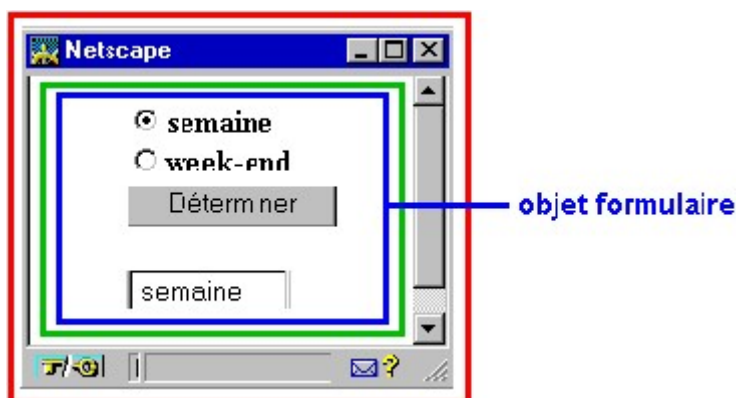 Netscape
semaine
week-end
Déterminer
objet formulaire
semaine